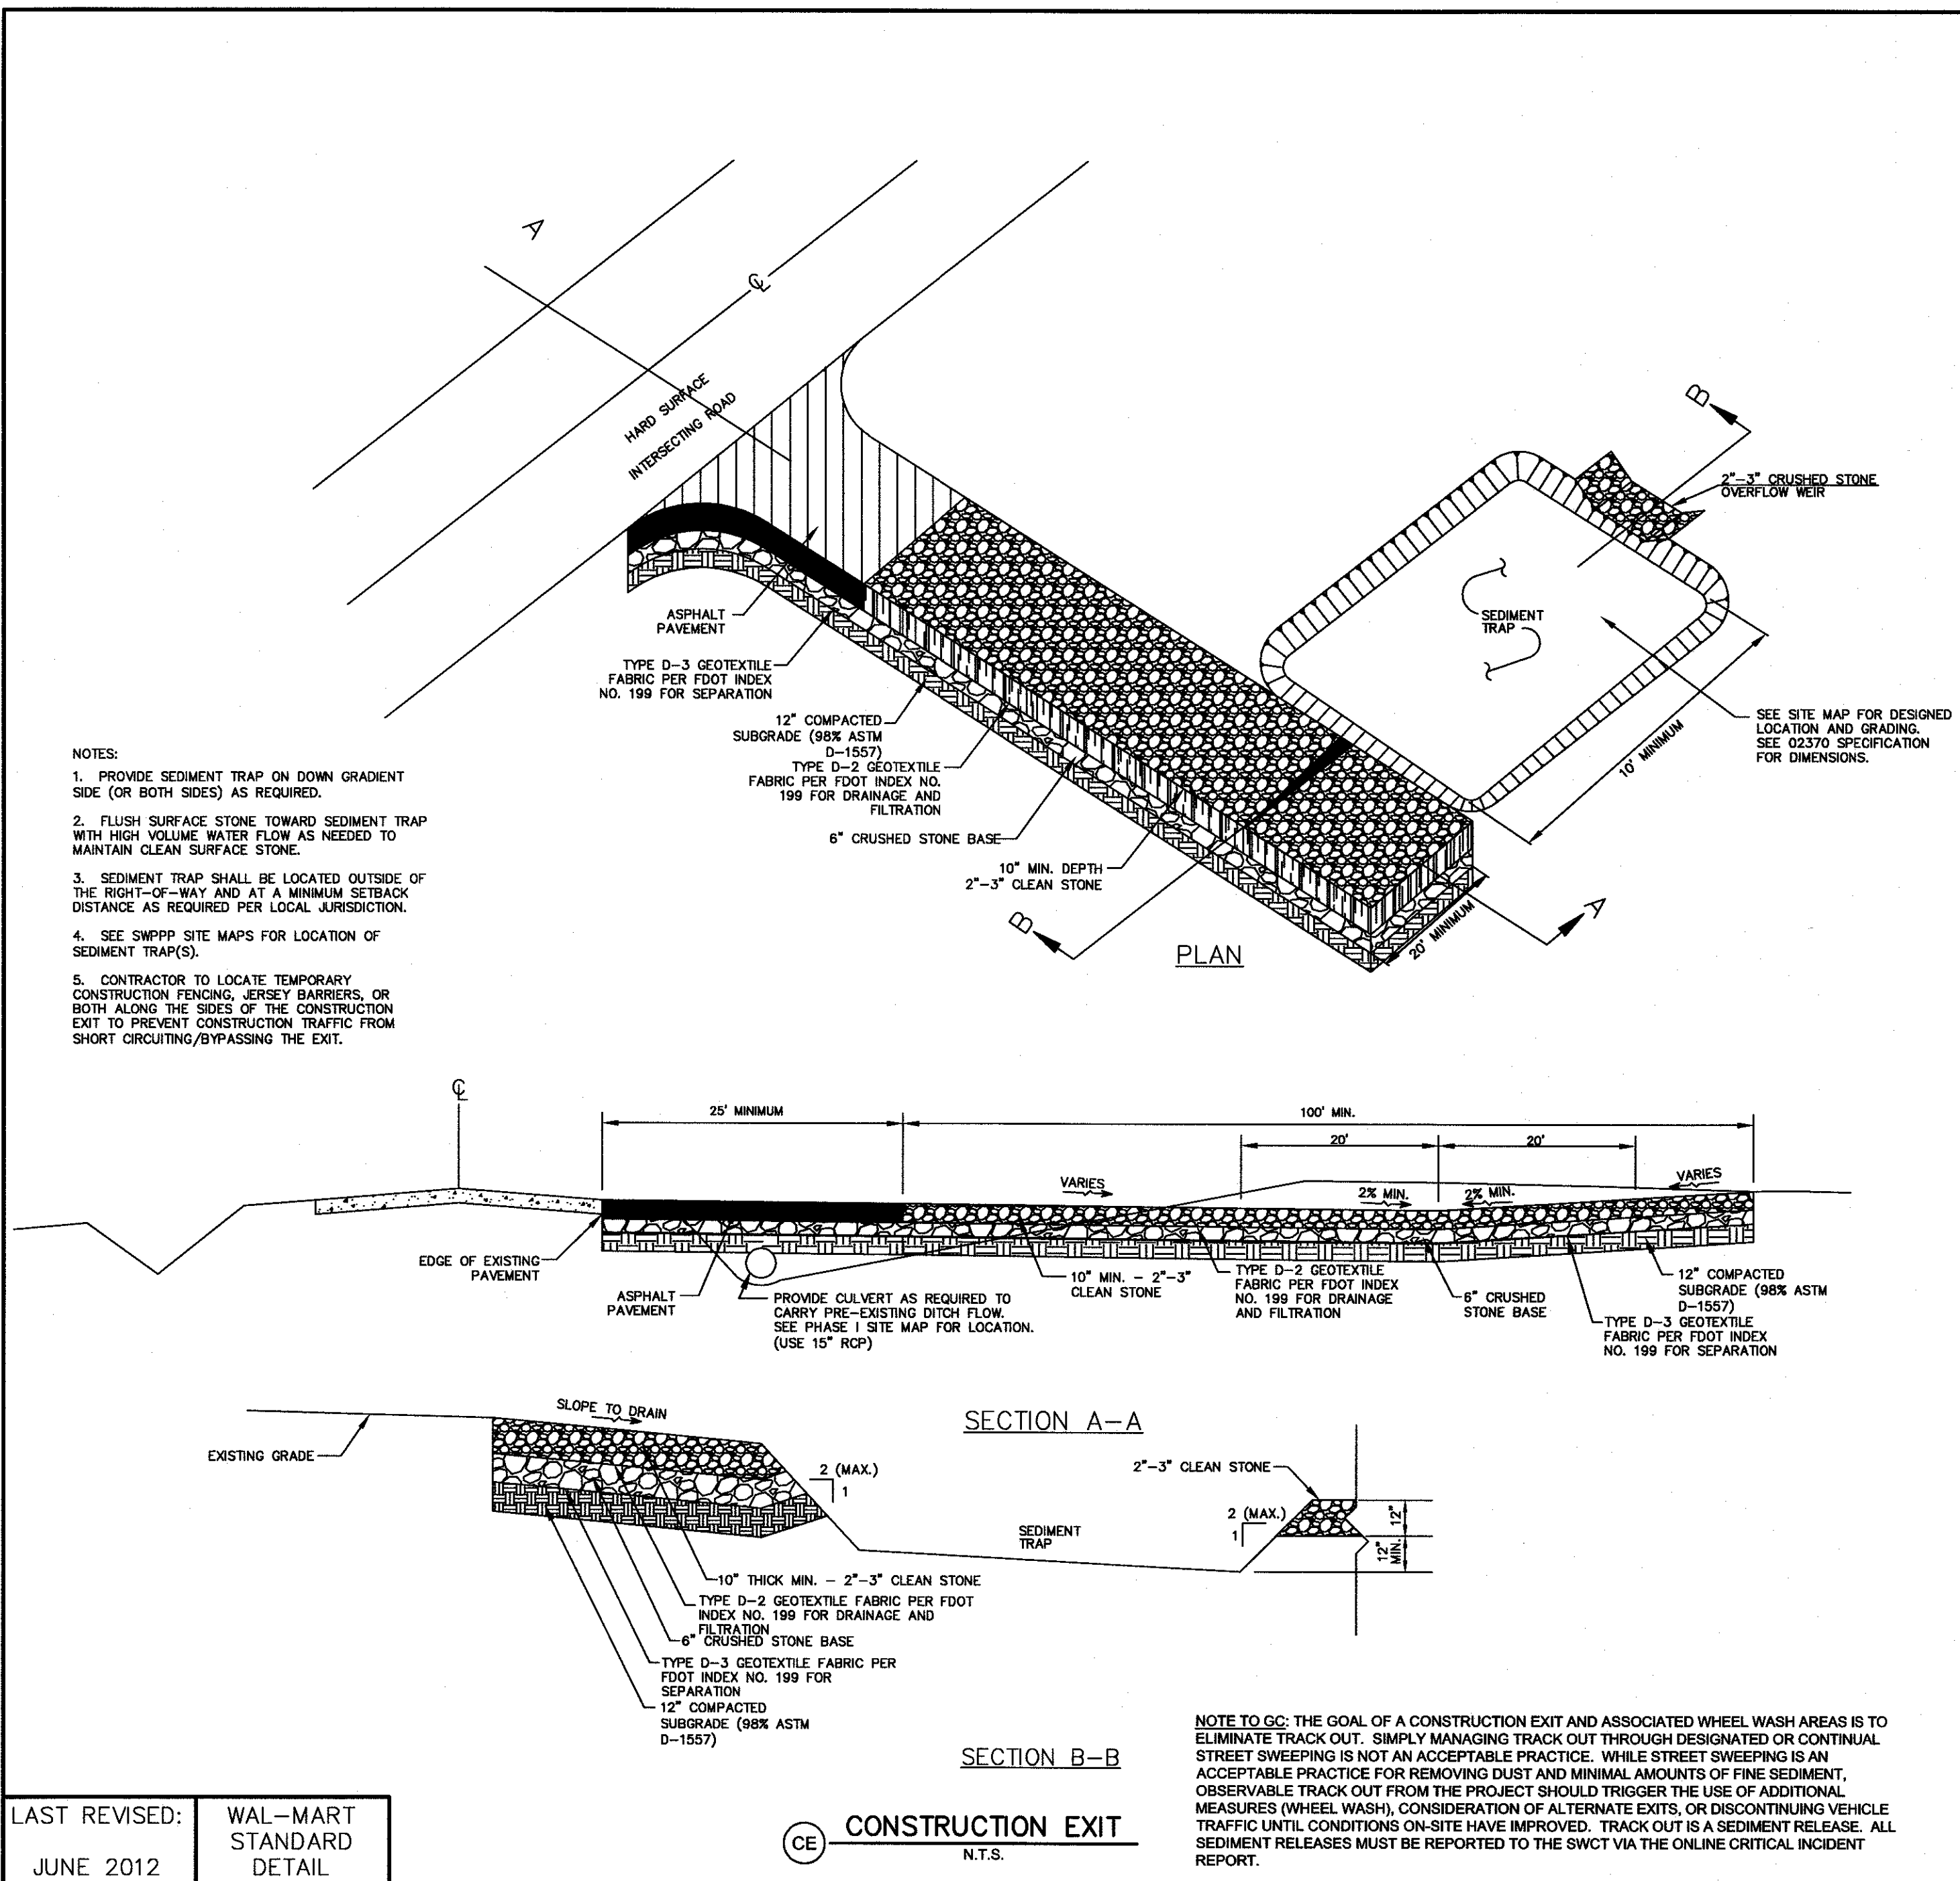 A
℄
HARD SURFACE
INTERSECTING ROAD
B
2"-3" CRUSHED STONE
OVERFLOW WEIR
SEDIMENT
TRAP
ASPHALT
PAVEMENT
TYPE D-3 GEOTEXTILE
FABRIC PER FDOT INDEX
NO. 199 FOR SEPARATION
12" COMPACTED
SUBGRADE (98% ASTM
D-1557)
TYPE D-2 GEOTEXTILE
FABRIC PER FDOT INDEX NO.
199 FOR DRAINAGE AND
FILTRATION
6" CRUSHED STONE BASE
10" MIN. DEPTH
2"-3" CLEAN STONE
SEE SITE MAP FOR DESIGNED
LOCATION AND GRADING.
SEE 02370 SPECIFICATION
FOR DIMENSIONS.
10' MINIMUM
20' MINIMUM
B
A
PLAN
NOTES:
1. PROVIDE SEDIMENT TRAP ON DOWN GRADIENT
SIDE (OR BOTH SIDES) AS REQUIRED.
2. FLUSH SURFACE STONE TOWARD SEDIMENT TRAP
WITH HIGH VOLUME WATER FLOW AS NEEDED TO
MAINTAIN CLEAN SURFACE STONE.
3. SEDIMENT TRAP SHALL BE LOCATED OUTSIDE OF
THE RIGHT-OF-WAY AND AT A MINIMUM SETBACK
DISTANCE AS REQUIRED PER LOCAL JURISDICTION.
4. SEE SWPPP SITE MAPS FOR LOCATION OF
SEDIMENT TRAP(S).
5. CONTRACTOR TO LOCATE TEMPORARY
CONSTRUCTION FENCING, JERSEY BARRIERS, OR
BOTH ALONG THE SIDES OF THE CONSTRUCTION
EXIT TO PREVENT CONSTRUCTION TRAFFIC FROM
SHORT CIRCUITING/BYPASSING THE EXIT.
℄
25' MINIMUM
100' MIN.
20'
20'
VARIES
2% MIN.
2% MIN.
VARIES
EDGE OF EXISTING
PAVEMENT
ASPHALT
PAVEMENT
PROVIDE CULVERT AS REQUIRED TO
CARRY PRE-EXISTING DITCH FLOW.
SEE PHASE I SITE MAP FOR LOCATION.
(USE 15" RCP)
10" MIN. - 2"-3"
CLEAN STONE
TYPE D-2 GEOTEXTILE
FABRIC PER FDOT INDEX
NO. 199 FOR DRAINAGE
AND FILTRATION
6" CRUSHED
STONE BASE
12" COMPACTED
SUBGRADE (98% ASTM
D-1557)
TYPE D-3 GEOTEXTILE
FABRIC PER FDOT INDEX
NO. 199 FOR SEPARATION
SECTION A-A
EXISTING GRADE
SLOPE TO DRAIN
2 (MAX.)
1
SEDIMENT
TRAP
2"-3" CLEAN STONE
2 (MAX.)
1
12"
12"
MIN.
10" THICK MIN. - 2"-3" CLEAN STONE
TYPE D-2 GEOTEXTILE FABRIC PER FDOT
INDEX NO. 199 FOR DRAINAGE AND
FILTRATION
6" CRUSHED STONE BASE
TYPE D-3 GEOTEXTILE FABRIC PER
FDOT INDEX NO. 199 FOR
SEPARATION
12" COMPACTED
SUBGRADE (98% ASTM
D-1557)
SECTION B-B
NOTE TO GC: THE GOAL OF A CONSTRUCTION EXIT AND ASSOCIATED WHEEL WASH AREAS IS TO
ELIMINATE TRACK OUT. SIMPLY MANAGING TRACK OUT THROUGH DESIGNATED OR CONTINUAL
STREET SWEEPING IS NOT AN ACCEPTABLE PRACTICE. WHILE STREET SWEEPING IS AN
ACCEPTABLE PRACTICE FOR REMOVING DUST AND MINIMAL AMOUNTS OF FINE SEDIMENT,
OBSERVABLE TRACK OUT FROM THE PROJECT SHOULD TRIGGER THE USE OF ADDITIONAL
MEASURES (WHEEL WASH), CONSIDERATION OF ALTERNATE EXITS, OR DISCONTINUING VEHICLE
TRAFFIC UNTIL CONDITIONS ON-SITE HAVE IMPROVED. TRACK OUT IS A SEDIMENT RELEASE. ALL
SEDIMENT RELEASES MUST BE REPORTED TO THE SWCT VIA THE ONLINE CRITICAL INCIDENT
REPORT.
CE
CONSTRUCTION EXIT
N.T.S.
LAST REVISED:
JUNE 2012
WAL-MART
STANDARD
DETAIL